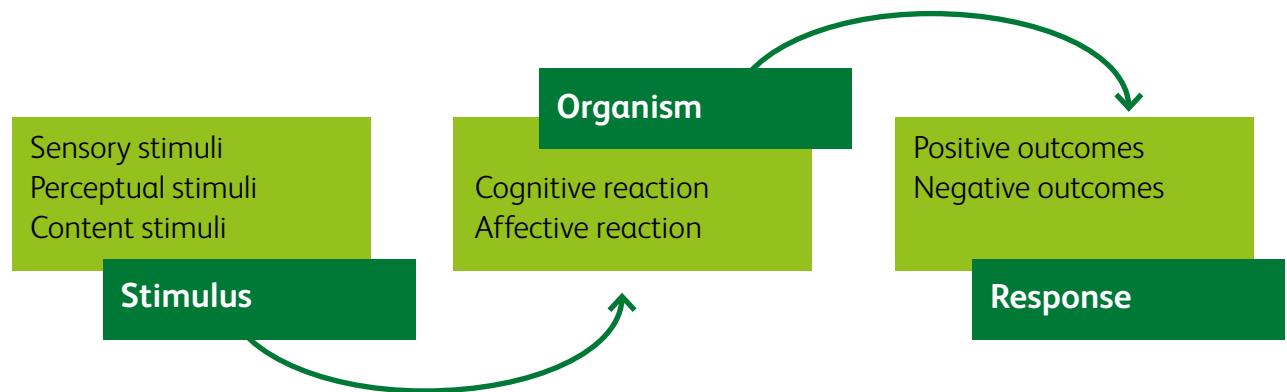 Sensory stimuli
Perceptual stimuli
Content stimuli
Stimulus
Organism
Cognitive reaction
Affective reaction
Positive outcomes
Negative outcomes
Response